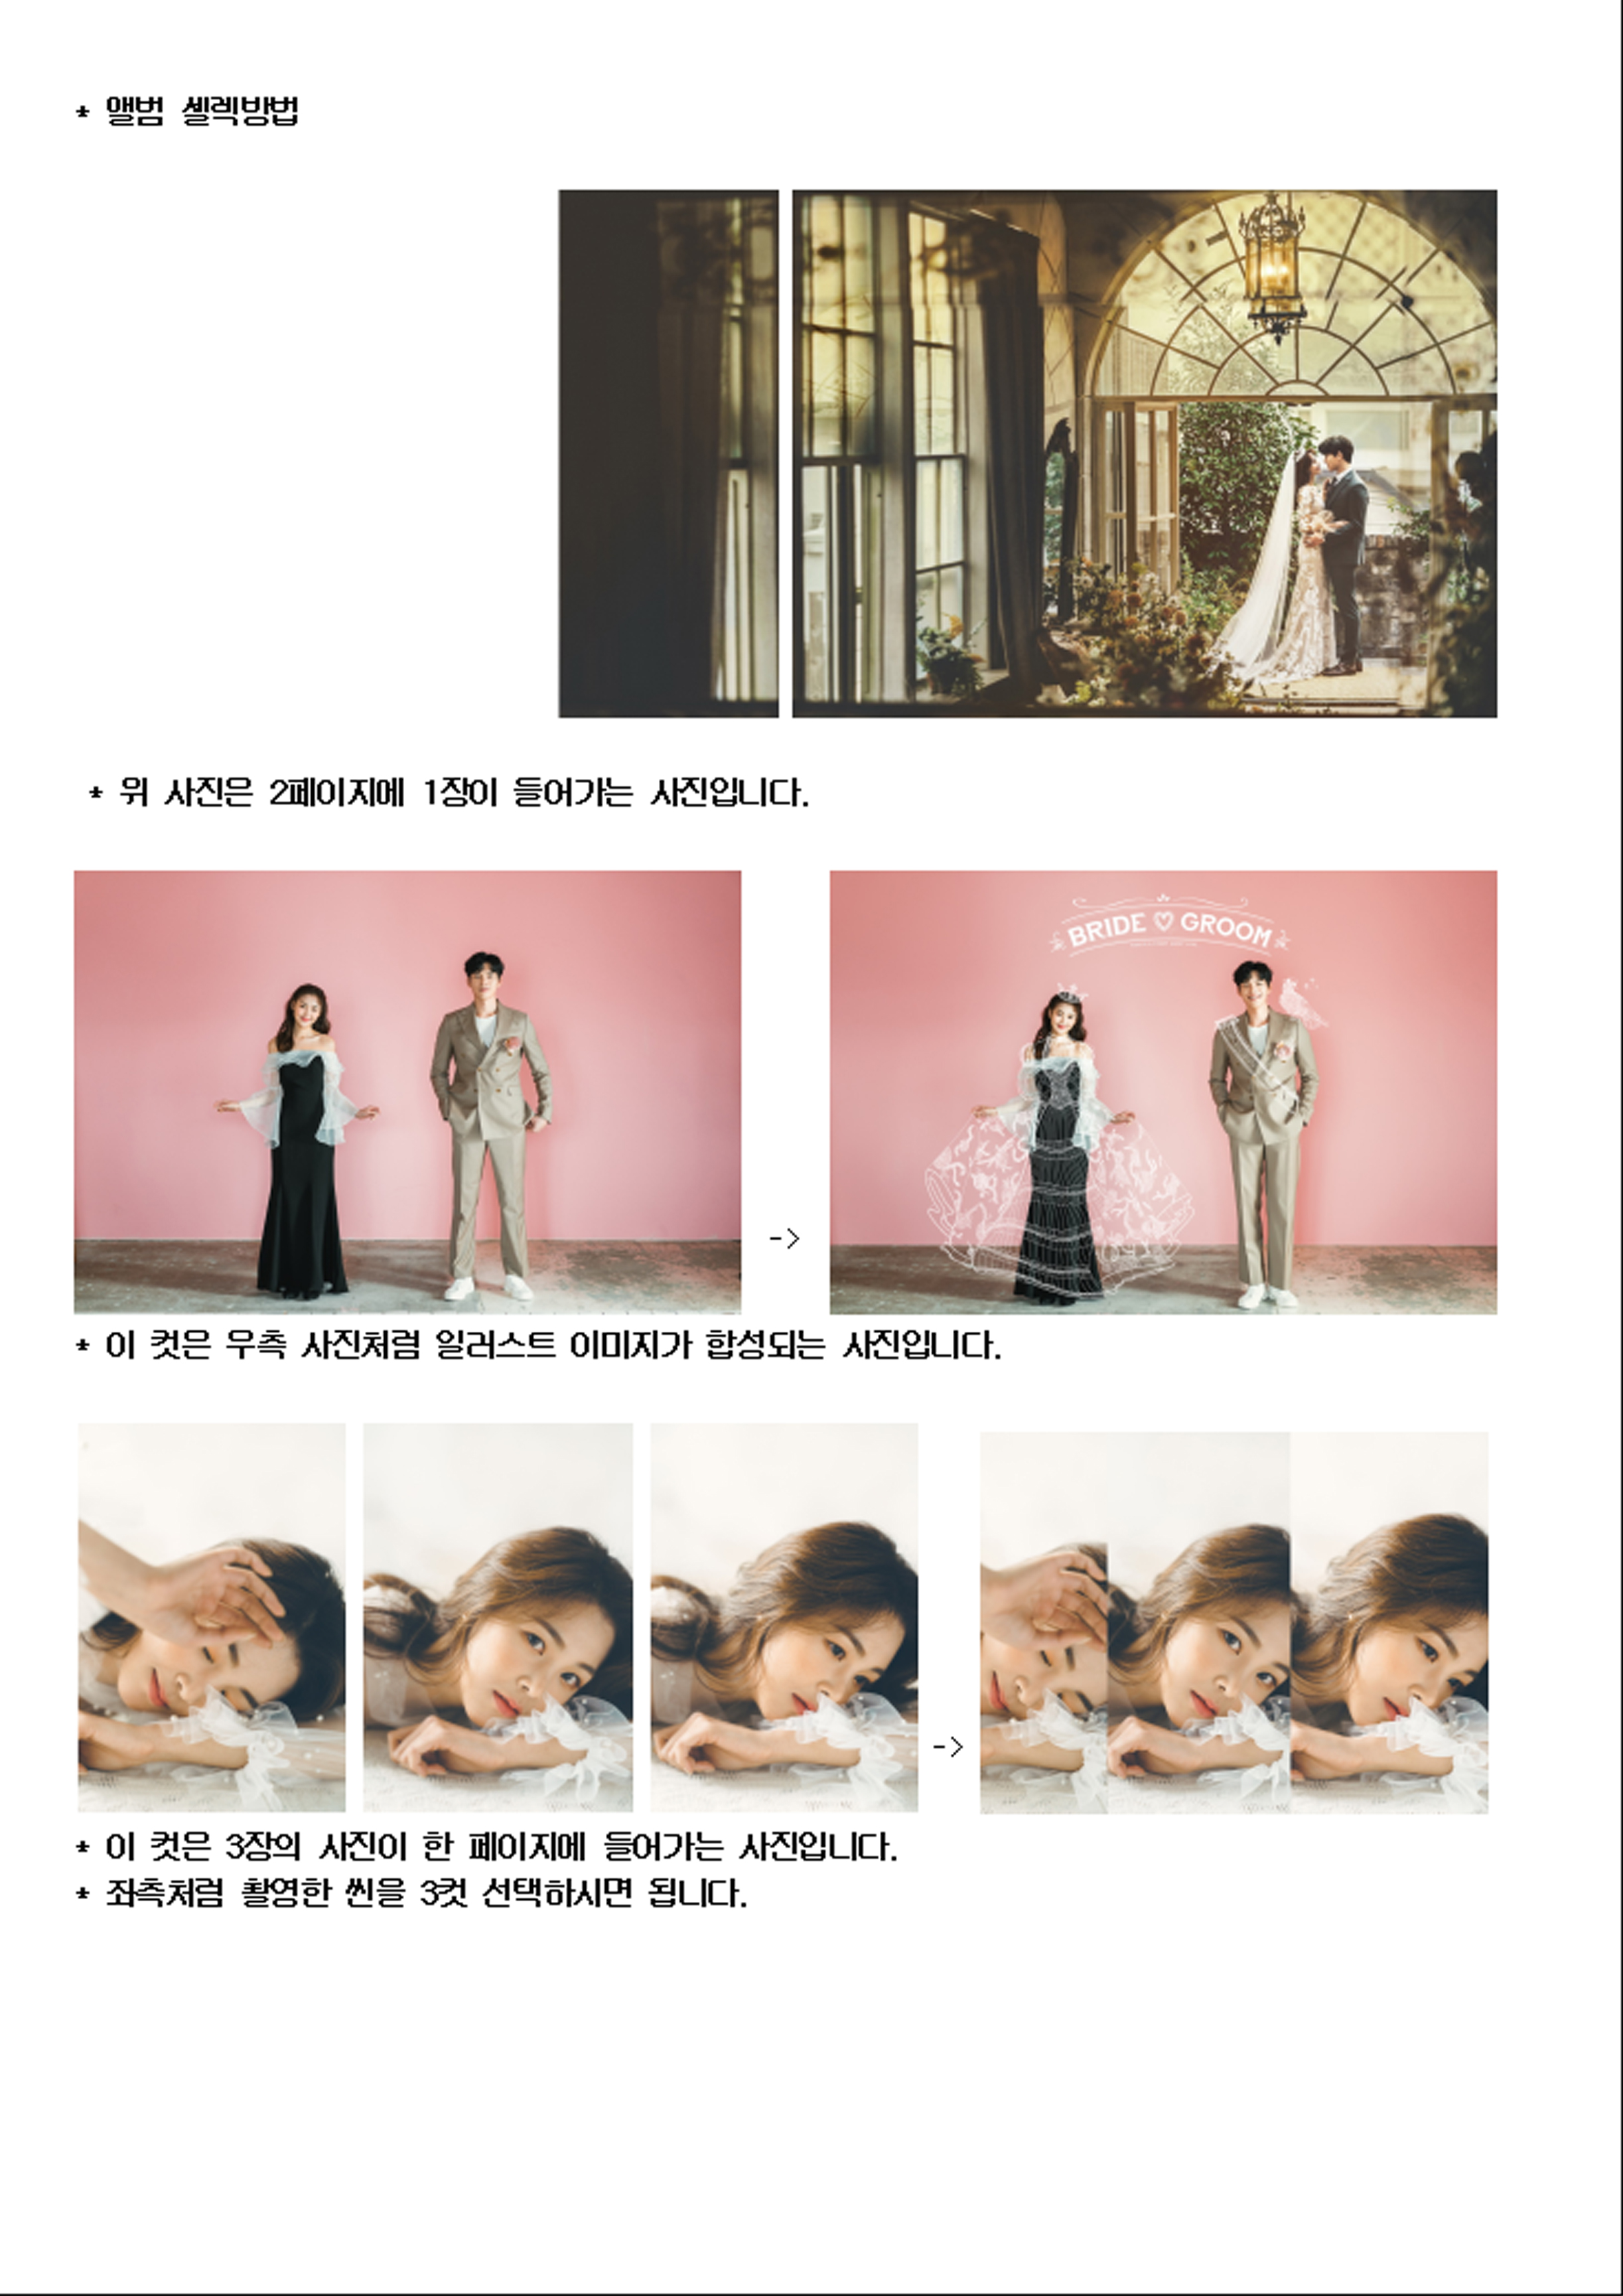 * 앨범 셀렉방법
* 위 사진은 2페이지에 1장이 들어가는 사진입니다.
BRIDE ♡ GROOM
->
* 이 컷은 우측 사진처럼 일러스트 이미지가 합성되는 사진입니다.
->
* 이 컷은 3장의 사진이 한 페이지에 들어가는 사진입니다.
* 좌측처럼 촬영한 씬을 3컷 선택하시면 됩니다.